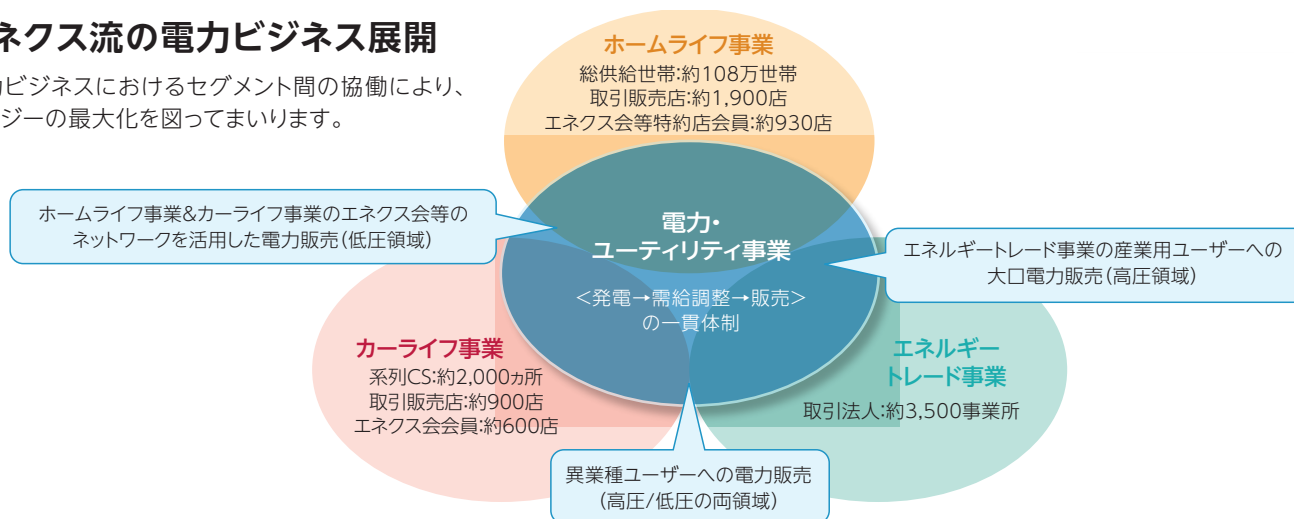 ネクス流の電力ビジネス展開
力ビジネスにおけるセグメント間の協働により、
ジーの最大化を図ってまいります。
ホームライフ事業
総供給世帯:約108万世帯
取引販売店:約1,900店
エネクス会等特約店会員:約930店
ホームライフ事業&カーライフ事業のエネクス会等の
ネットワークを活用した電力販売(低圧領域)
電力・
ユーティリティ事業
＜発電→需給調整→販売＞
の一貫体制
エネルギートレード事業の産業用ユーザーへの
大口電力販売(高圧領域)
カーライフ事業
系列CS:約2,000ヵ所
取引販売店:約900店
エネクス会会員:約600店
エネルギー
トレード事業
取引法人:約3,500事業所
異業種ユーザーへの電力販売
(高圧/低圧の両領域)